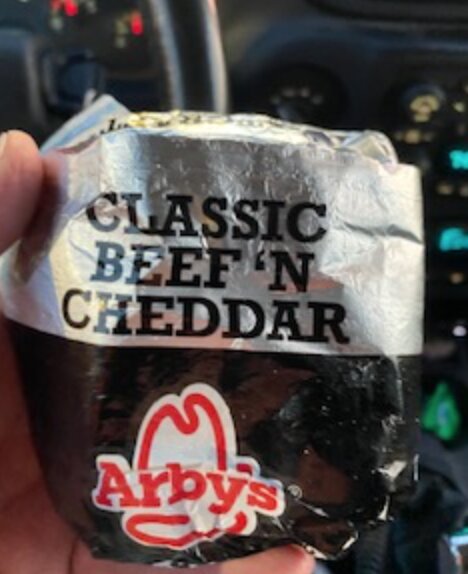 CLASSIC
BEEF 'N
CHEDDAR
Arby's